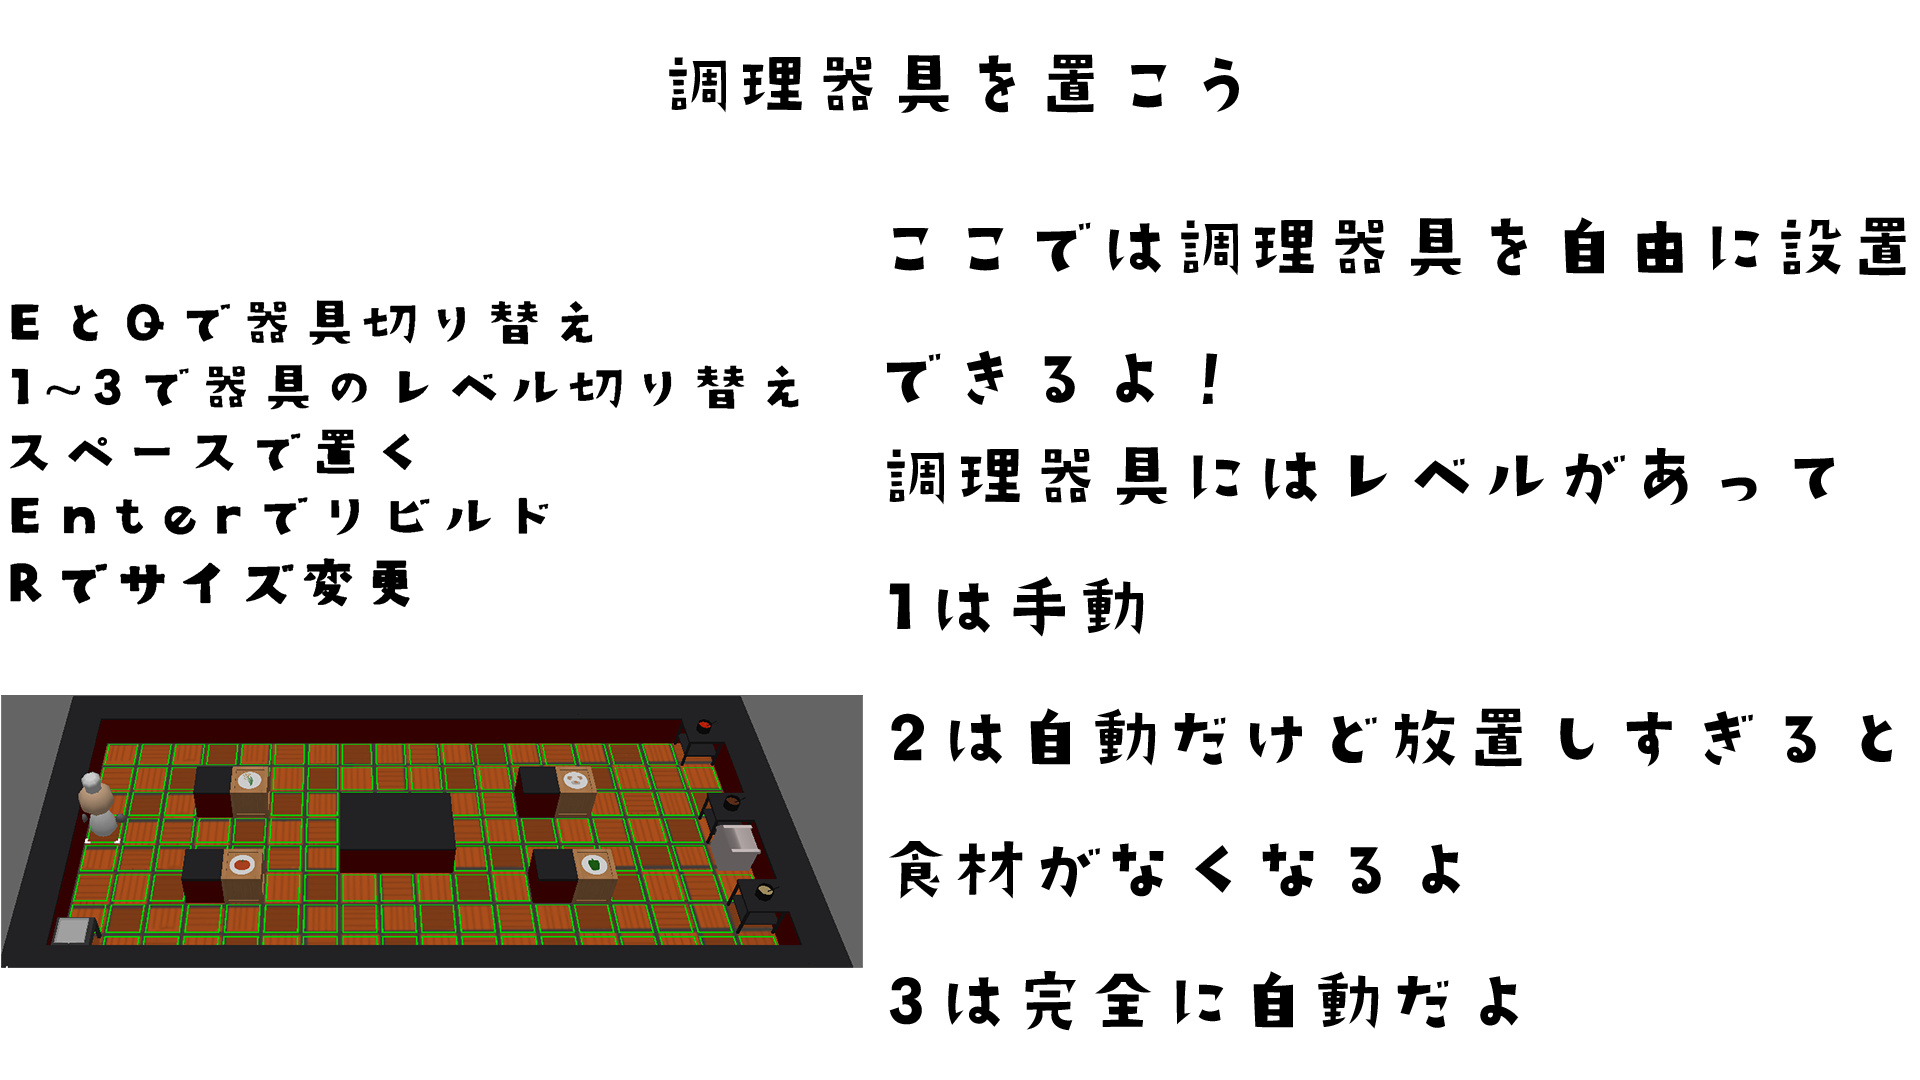 調理器具を置こう
EとQで器具切り替え
1～3で器具のレベル切り替え
スペースで置く
Enterでリビルド
Rでサイズ変更
ここでは調理器具を自由に設置
できるよ！
調理器具にはレベルがあって
1は手動
2は自動だけど放置しすぎると
食材がなくなるよ
3は完全に自動だよ